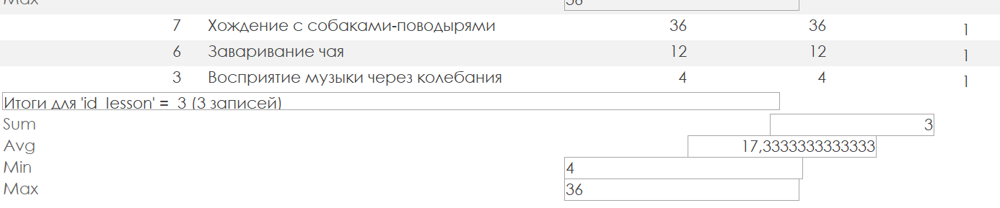 Max 36
7 Хождение с собаками-поводырями 36 36 1
6 Заваривание чая 12 12 1
3 Восприятие музыки через колебания 4 4 1
Итоги для 'id_lesson' = 3 (3 записей)
Sum 3
Avg 17,3333333333333
Min 4
Max 36